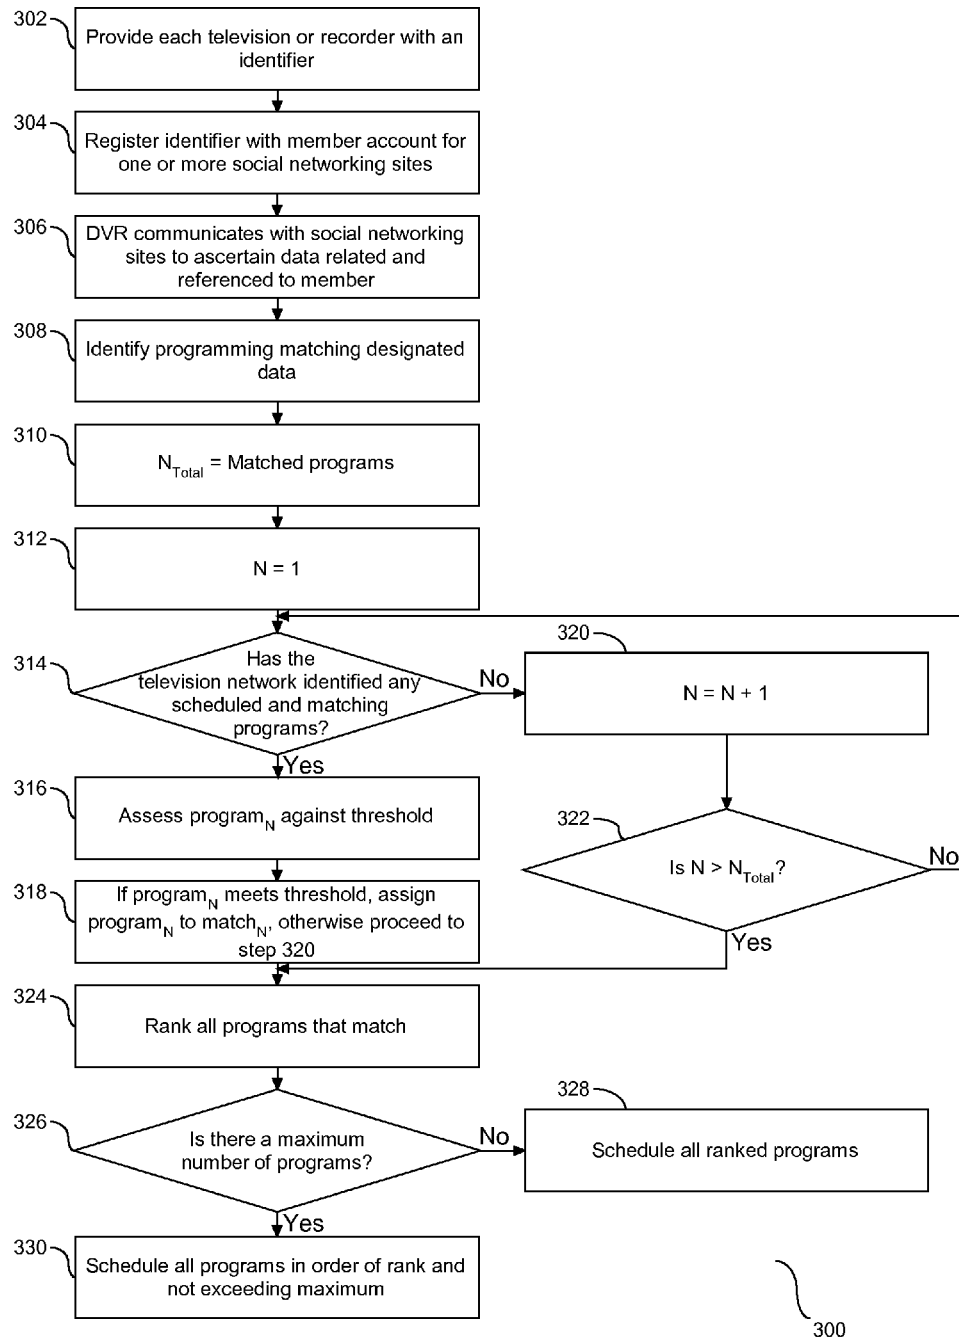 302
Provide each television or recorder with an
identifier
304
Register identifier with member account for
one or more social networking sites
306
DVR communicates with social networking
sites to ascertain data related and
referenced to member
308
Identify programming matching designated
data
310
N_Total = Matched programs
312
N = 1
314
Has the
television network identified any
scheduled and matching
programs?
No
Yes
320
N = N + 1
316
Assess program_N against threshold
322
Is N > N_Total?
No
Yes
318
If program_N meets threshold, assign
program_N to match_N, otherwise proceed to
step 320
324
Rank all programs that match
326
Is there a maximum
number of programs?
No
Yes
328
Schedule all ranked programs
330
Schedule all programs in order of rank and
not exceeding maximum
300